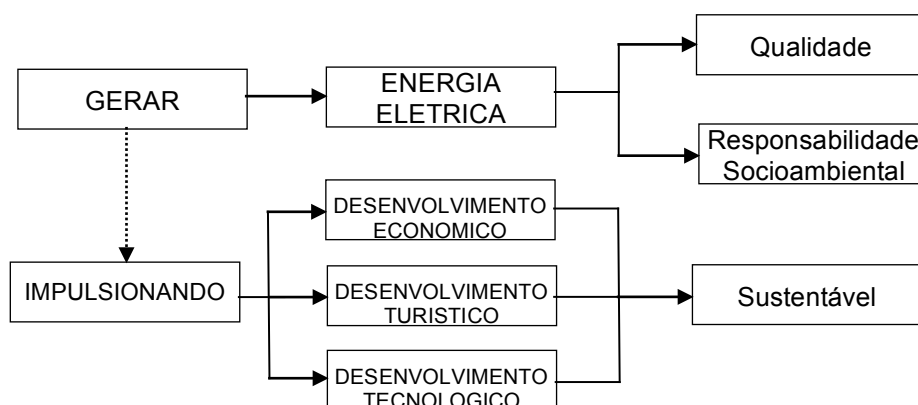 GERAR
ENERGIA
ELETRICA
Qualidade
Responsabilidade
Socioambiental
IMPULSIONANDO
DESENVOLVIMENTO
ECONOMICO
DESENVOLVIMENTO
TURISTICO
DESENVOLVIMENTO
TECNOLOGICO
Sustentável